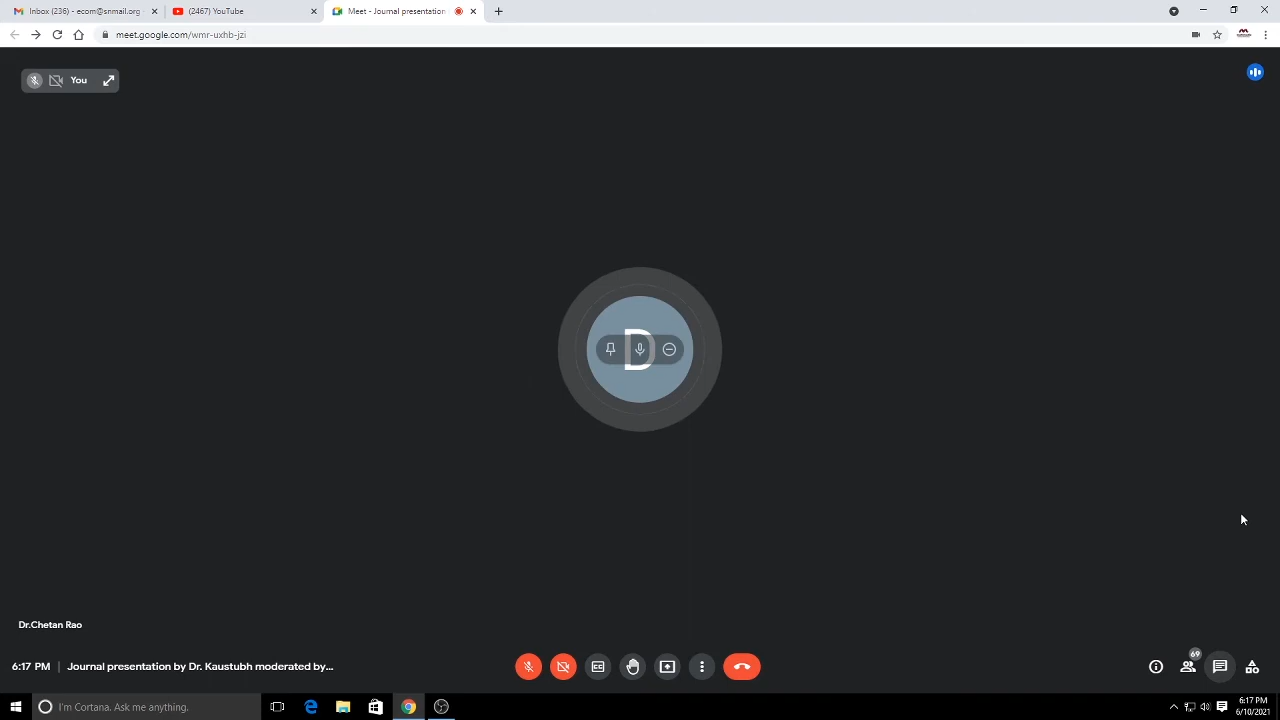 Inbox (236) - ecom@snmail.org
(2467) YouTube
Meet - Journal presentation
meet.google.com/wmr-uxhb-jzi
You
D
Dr.Chetan Rao
6:17 PM | Journal presentation by Dr. Kaustubh moderated by...
CC
69
I'm Cortana. Ask me anything.
6:17 PM
6/10/2021